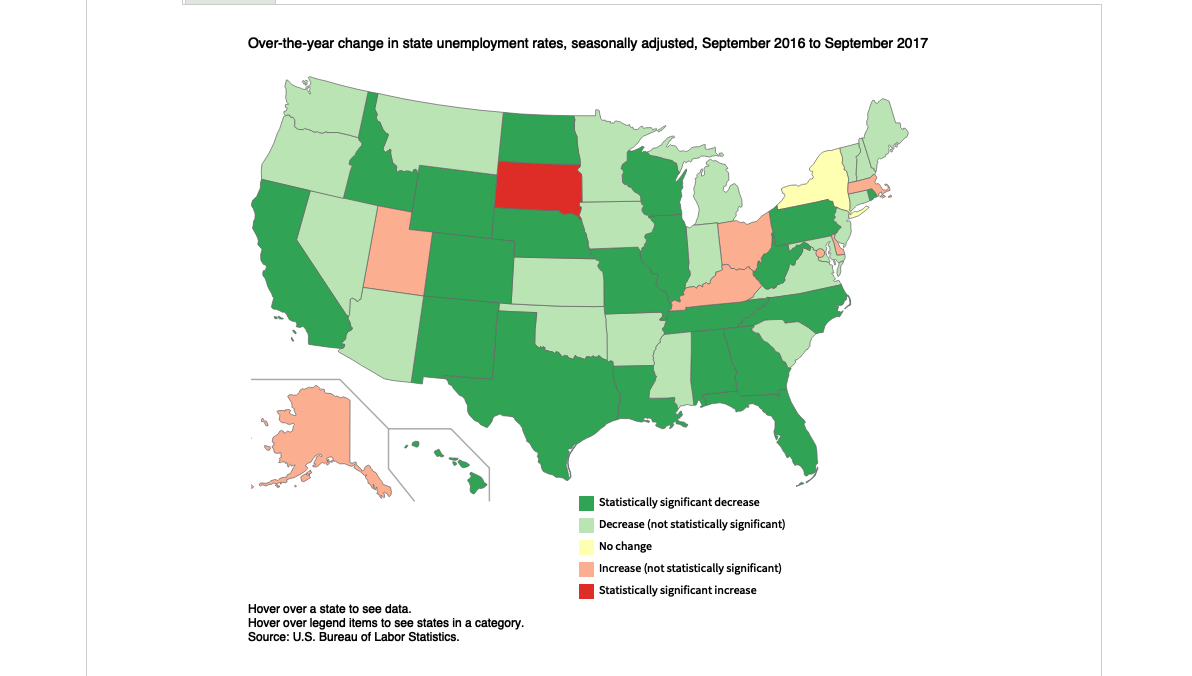 Over-the-year change in state unemployment rates, seasonally adjusted, September 2016 to September 2017
Statistically significant decrease
Decrease (not statistically significant)
No change
Increase (not statistically significant)
Statistically significant increase
Hover over a state to see data.
Hover over legend items to see states in a category.
Source: U.S. Bureau of Labor Statistics.